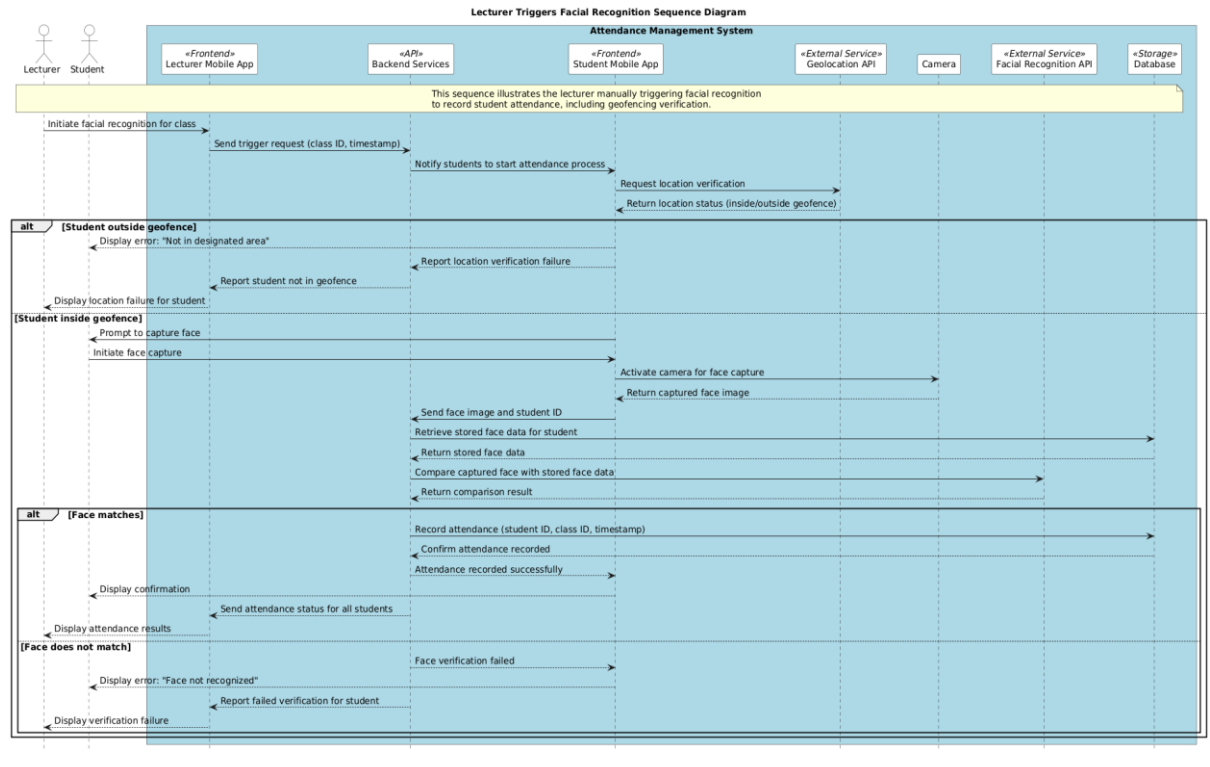 Lecturer Triggers Facial Recognition Sequence Diagram
Attendance Management System
Lecturer
Student
«Frontend»
Lecturer Mobile App
«API»
Backend Services
«Frontend»
Student Mobile App
«External Service»
Geolocation API
Camera
«External Service»
Facial Recognition API
«Storage»
Database
This sequence illustrates the lecturer manually triggering facial recognition
to record student attendance, including geofencing verification.
Initiate facial recognition for class
Send trigger request (class ID, timestamp)
Notify students to start attendance process
Request location verification
Return location status (inside/outside geofence)
alt [Student outside geofence]
Display error: "Not in designated area"
Report location verification failure
Report student not in geofence
Display location failure for student
[Student inside geofence]
Prompt to capture face
Initiate face capture
Activate camera for face capture
Return captured face image
Send face image and student ID
Retrieve stored face data for student
Return stored face data
Compare captured face with stored face data
Return comparison result
alt [Face matches]
Record attendance (student ID, class ID, timestamp)
Confirm attendance recorded
Attendance recorded successfully
Display confirmation
Send attendance status for all students
Display attendance results
[Face does not match]
Face verification failed
Display error: "Face not recognized"
Report failed verification for student
Display verification failure